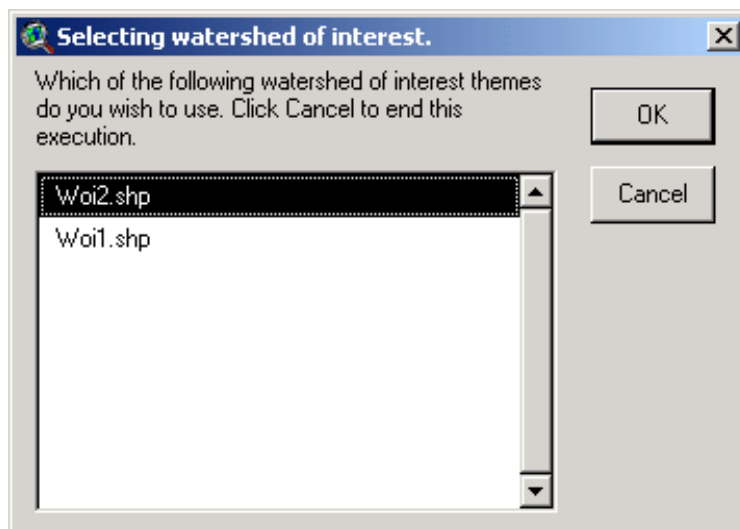 Selecting watershed of interest.
Which of the following watershed of interest themes
do you wish to use. Click Cancel to end this
execution.
OK
Cancel
Woi2.shp
Woi1.shp